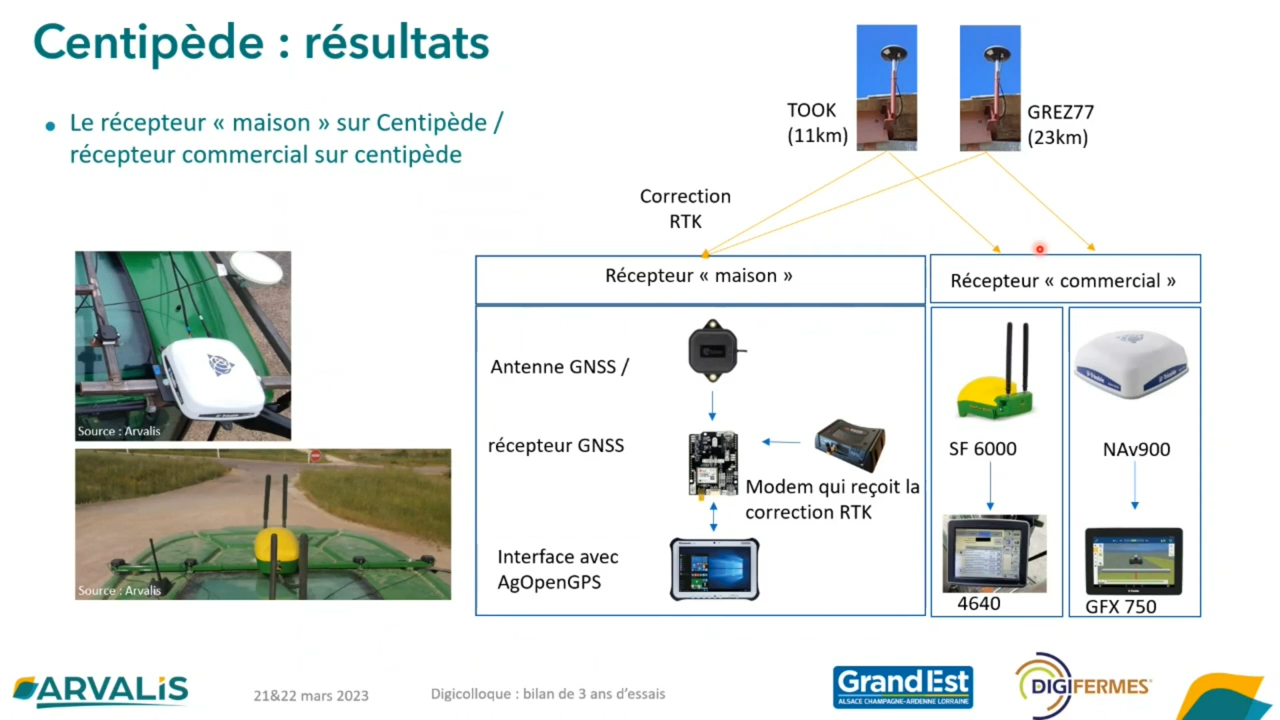 Centipède : résultats
• Le récepteur « maison » sur Centipède /
récepteur commercial sur centipède
TOOK
(11km)
GREZ77
(23km)
Correction
RTK
Récepteur « maison »
Récepteur « commercial »
Antenne GNSS /
récepteur GNSS
Modem qui reçoit la
correction RTK
Interface avec
AgOpenGPS
SF 6000
NAv900
4640
GFX 750
Source : Arvalis
Source : Arvalis
ARVALIS
21&22 mars 2023
Digicolloque : bilan de 3 ans d'essais
Grand Est
ALSACE CHAMPAGNE-ARDENNE LORRAINE
DIGIFERMES